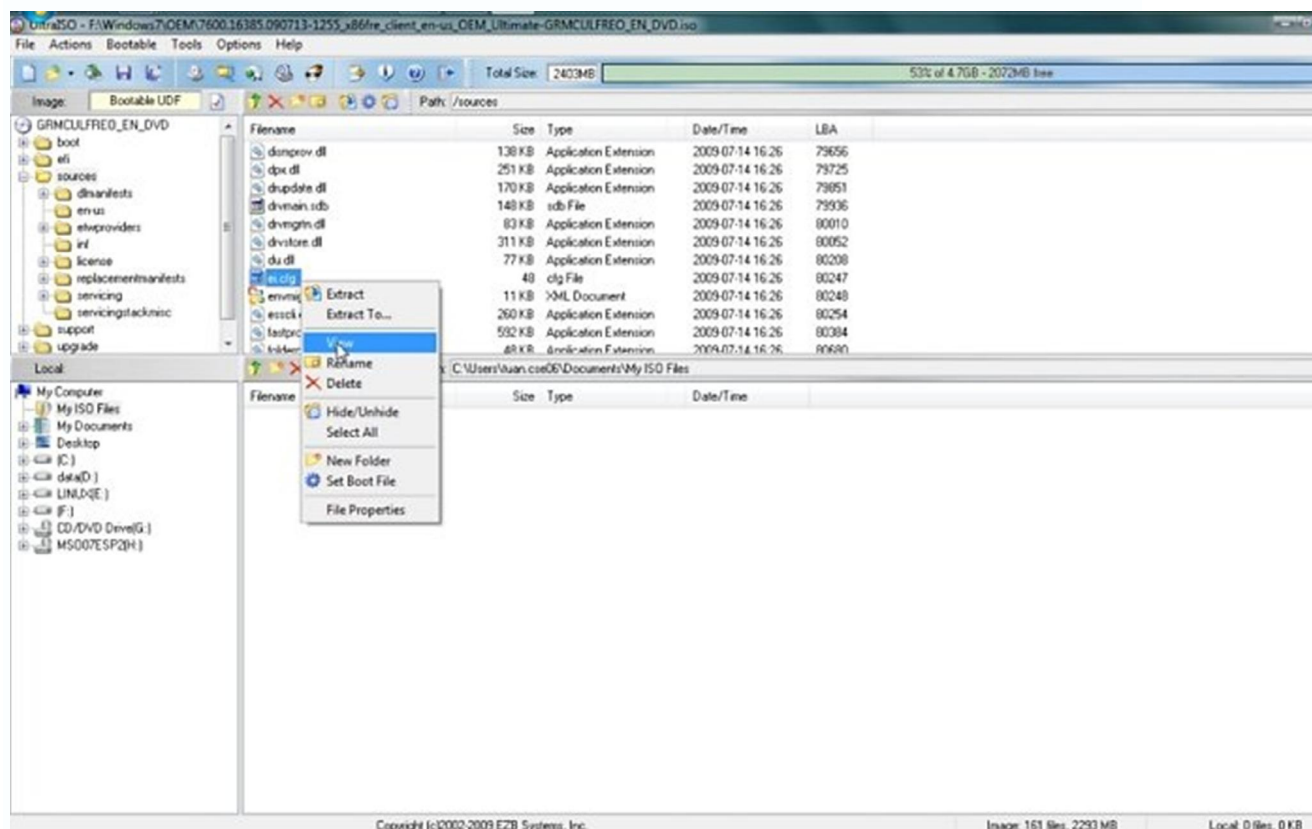 UltraISO - F:\Windows7\OEM\7600.16385.090713-1255_x86fre_client_en-us_OEM_Ultimate-GRMCULFREO_EN_DVD.iso
File Actions Bootable Tools Options Help
Total Size: 2403MB 53% of 4.7GB - 2072MB free
Image: Bootable UDF Path: /sources
GRMCULFREO_EN_DVD
boot
efi
sources
dlmanifests
en-us
etwproviders
inf
license
replacementmanifests
servicing
servicingstackmisc
support
upgrade
Filename Size Type Date/Time LBA
dismprov.dll 138 KB Application Extension 2009-07-14 16:26 79656
dpx.dll 251 KB Application Extension 2009-07-14 16:26 79725
drupdate.dll 170 KB Application Extension 2009-07-14 16:26 79851
drvmain.sdb 148 KB sdb File 2009-07-14 16:26 79936
drvmgrtn.dll 83 KB Application Extension 2009-07-14 16:26 80010
drvstore.dll 311 KB Application Extension 2009-07-14 16:26 80052
du.dll 77 KB Application Extension 2009-07-14 16:26 80208
ei.cfg 48 cfg File 2009-07-14 16:26 80247
envmig 11 KB XML Document 2009-07-14 16:26 80248
esscli 260 KB Application Extension 2009-07-14 16:26 80254
fastpro 592 KB Application Extension 2009-07-14 16:26 80384
folder 48 KB Application Extension 2009-07-14 16:26 80680
Extract
Extract To...
View
Rename
Delete
Hide/Unhide
Select All
New Folder
Set Boot File
File Properties
Local: C:\Users\tuan.cse06\Documents\My ISO Files
My Computer
My ISO Files
My Documents
Desktop
(C:)
data(D:)
LINUX(E:)
(F:)
CD/DVD Drive(G:)
MSO07ESP2(H:)
Filename Size Type Date/Time
Copyright (c)2002-2009 EZB Systems, Inc. Image: 161 files, 2293 MB Local: 0 files, 0 KB